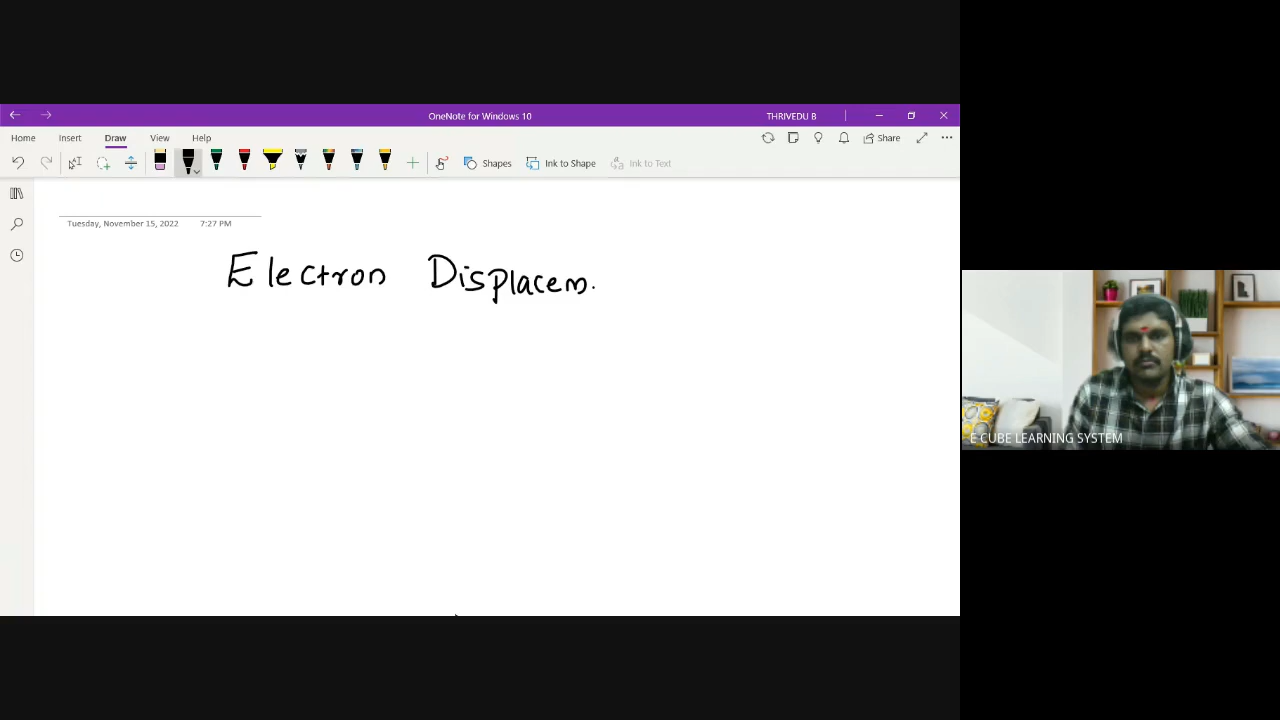 OneNote for Windows 10
THRIVEDU B
Home Insert Draw View Help
Share
Shapes Ink to Shape Ink to Text
Tuesday, November 15, 2022 7:27 PM
Electron Displacem.
E CUBE LEARNING SYSTEM